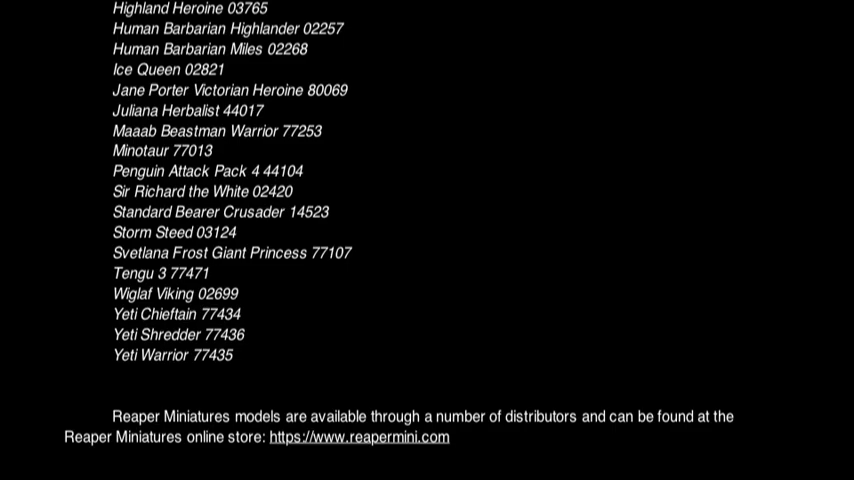 Highland Heroine 03765
Human Barbarian Highlander 02257
Human Barbarian Miles 02268
Ice Queen 02821
Jane Porter Victorian Heroine 80069
Juliana Herbalist 44017
Maaab Beastman Warrior 77253
Minotaur 77013
Penguin Attack Pack 4 44104
Sir Richard the White 02420
Standard Bearer Crusader 14523
Storm Steed 03124
Svetlana Frost Giant Princess 77107
Tengu 3 77471
Wiglaf Viking 02699
Yeti Chieftain 77434
Yeti Shredder 77436
Yeti Warrior 77435
Reaper Miniatures models are available through a number of distributors and can be found at the
Reaper Miniatures online store: https://www.reapermini.com